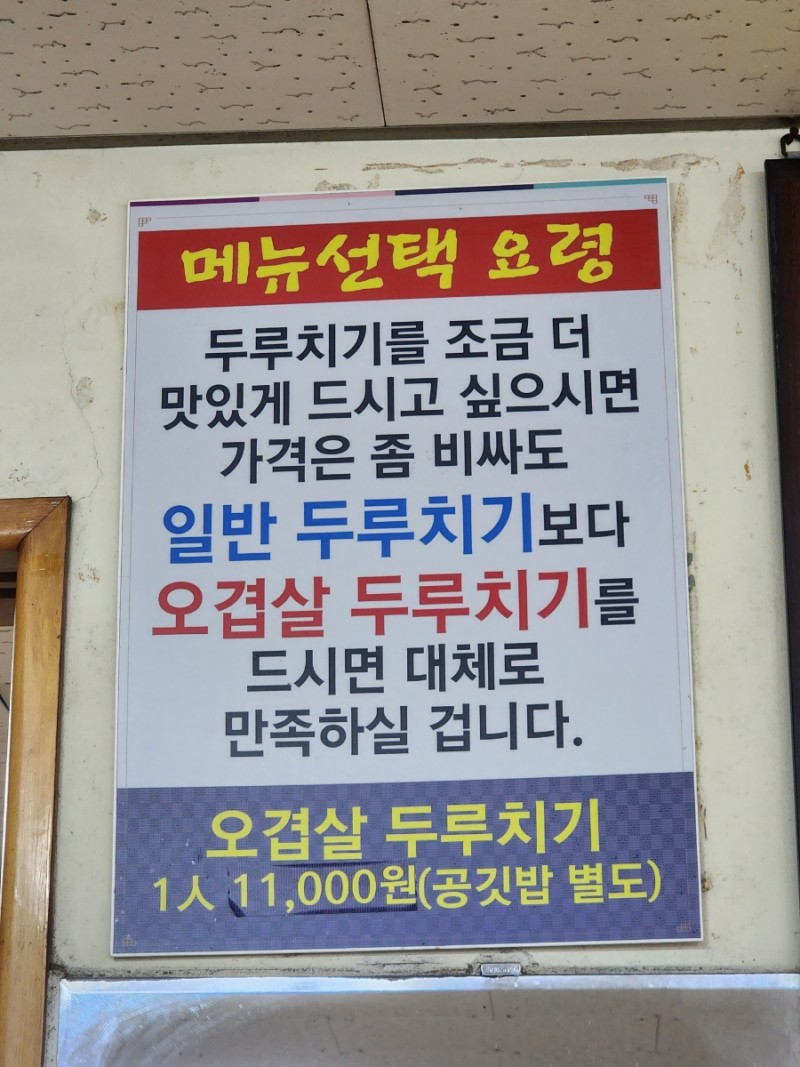 메뉴선택 요령
두루치기를 조금 더
맛있게 드시고 싶으시면
가격은 좀 비싸도
일반 두루치기보다
오겹살 두루치기를
드시면 대체로
만족하실 겁니다.
오겹살 두루치기
1人 11,000원(공깃밥 별도)